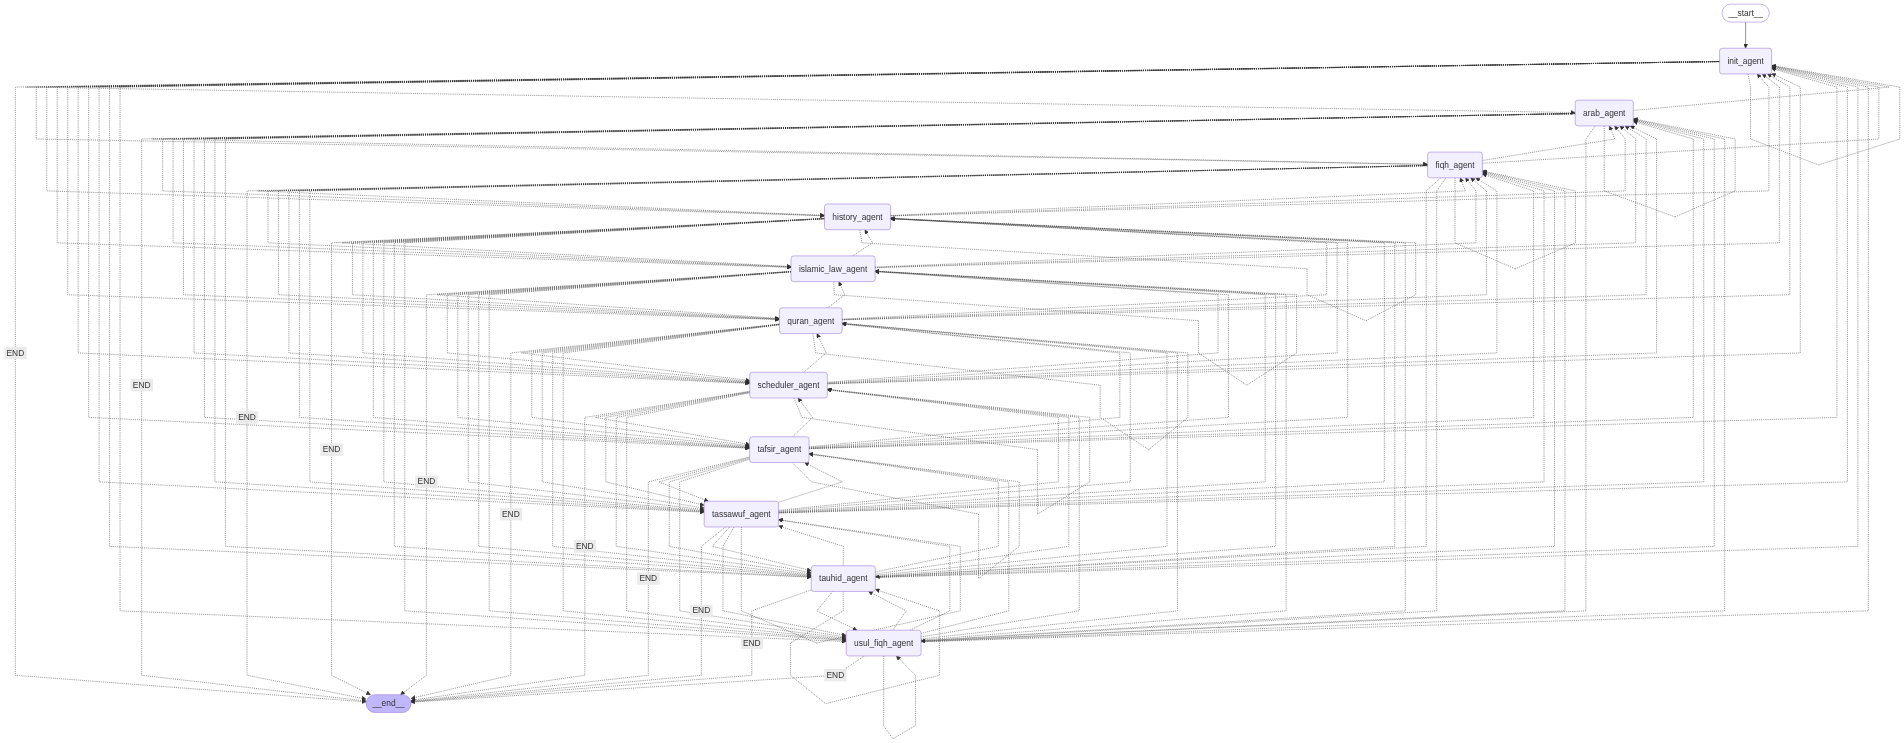 __start__
init_agent
arab_agent
fiqh_agent
history_agent
islamic_law_agent
quran_agent
END
scheduler_agent
END
END
tafsir_agent
END
END
tassawuf_agent
END
END
tauhid_agent
END
END
usul_fiqh_agent
END
END
__end__